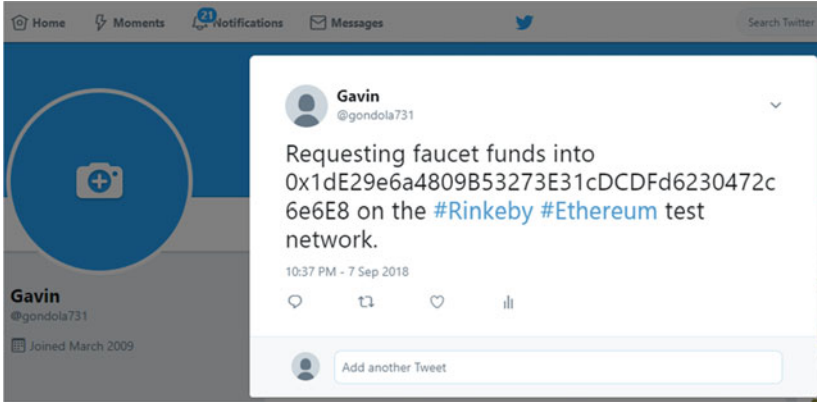 Home Moments 21 Notifications Messages Search Twitter
Gavin
@gondola731
Requesting faucet funds into
0x1dE29e6a4809B53273E31cDCDFd6230472c
6e6E8 on the #Rinkeby #Ethereum test
network.
10:37 PM - 7 Sep 2018
Gavin
@gondola731
Joined March 2009
Add another Tweet